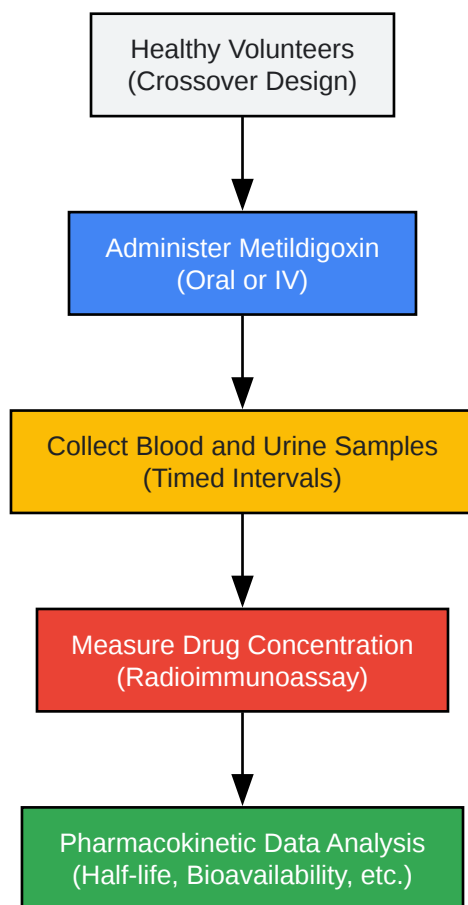 Healthy Volunteers
(Crossover Design)
Administer Metildigoxin
(Oral or IV)
Collect Blood and Urine Samples
(Timed Intervals)
Measure Drug Concentration
(Radioimmunoassay)
Pharmacokinetic Data Analysis
(Half-life, Bioavailability, etc.)